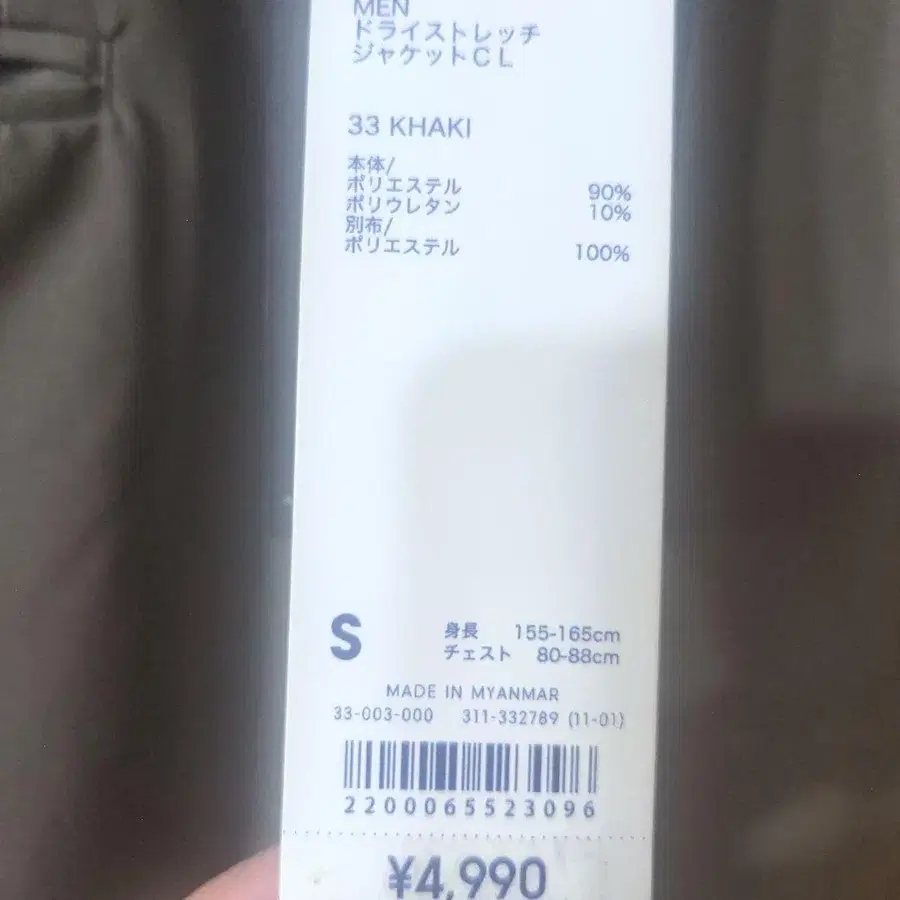 MEN
ドライストレッチ
ジャケットCL
33 KHAKI
本体/
ポリエステル 90%
ポリウレタン 10%
別布/
ポリエステル 100%
S
身長 155-165cm
チェスト 80-88cm
MADE IN MYANMAR
33-003-000 311-332789 (11-01)
2200065523096
¥4,990